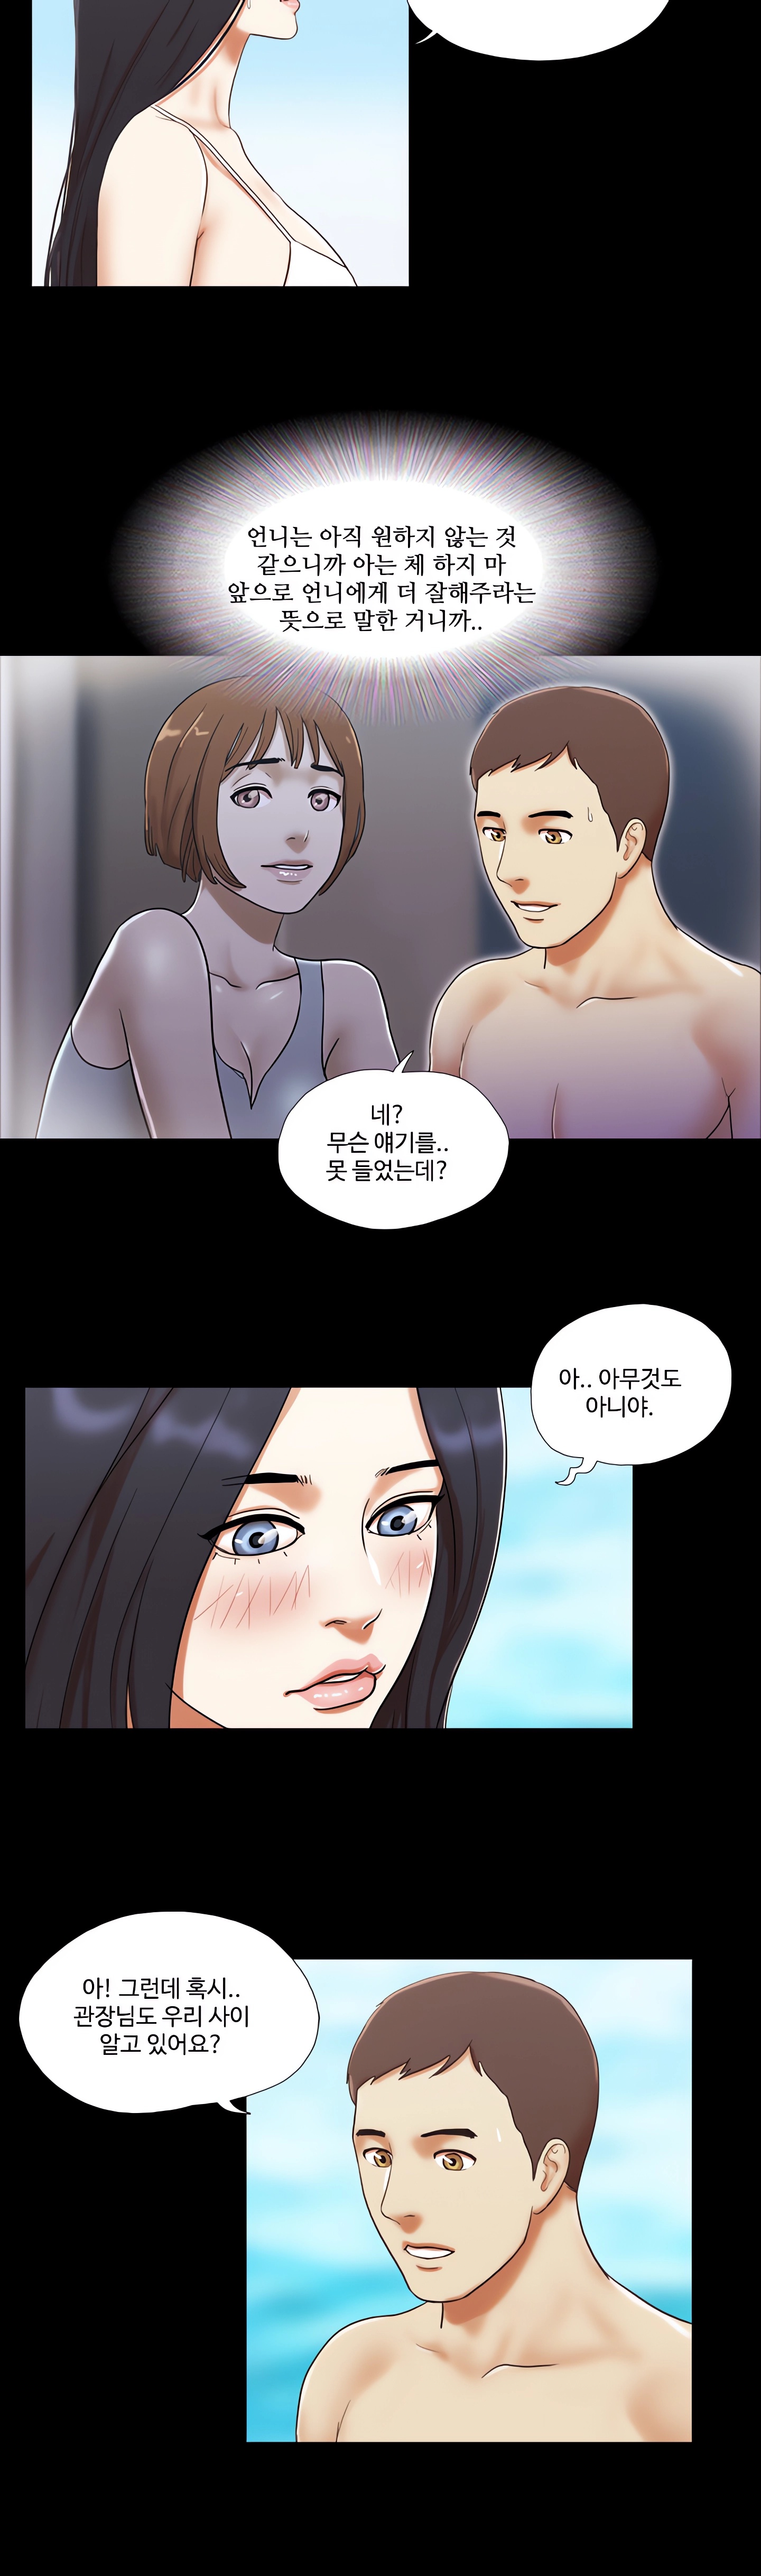 언니는 아직 원하지 않는 것
같으니까 아는 체 하지 마
앞으로 언니에게 더 잘해주라는
뜻으로 말한 거니까..
네?
무슨 얘기를..
못 들었는데?
아.. 아무것도
아니야.
아! 그런데 혹시..
관장님도 우리 사이
알고 있어요?